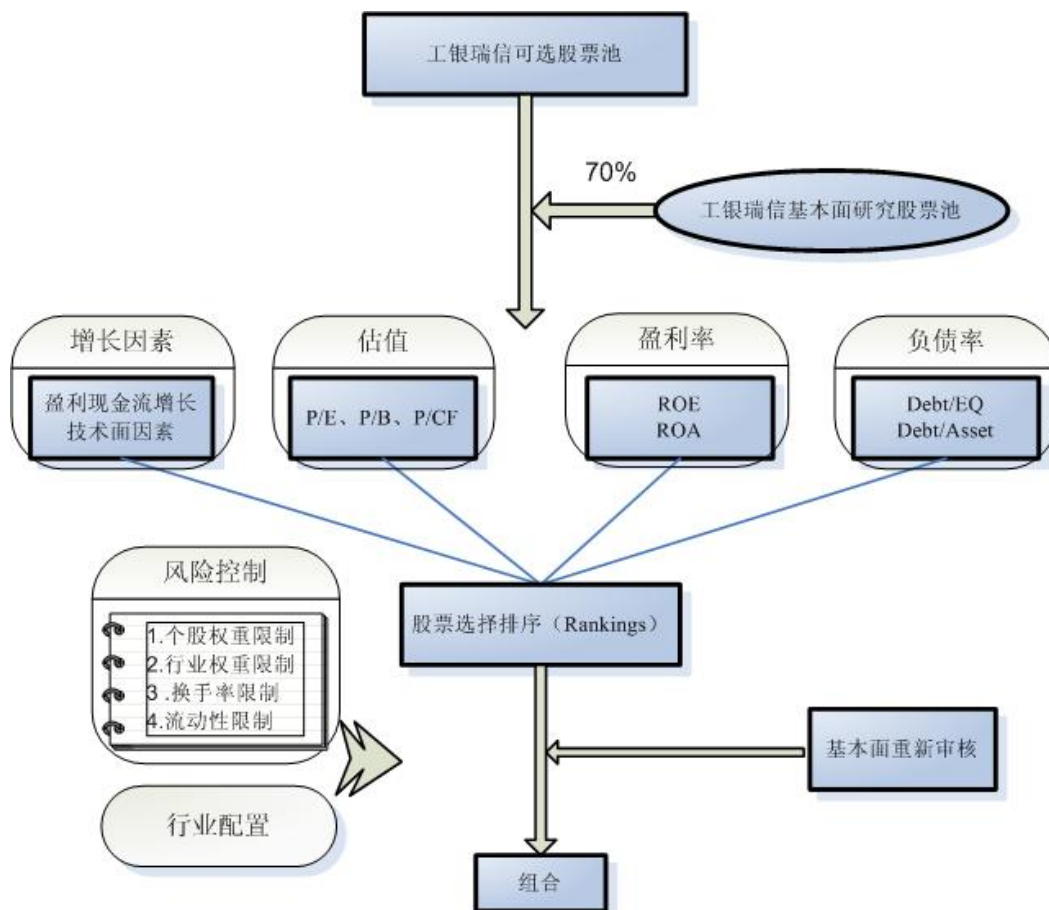 工银瑞信可选股票池
70%
工银瑞信基本面研究股票池
增长因素
盈利现金流增长
技术面因素
估值
P/E、P/B、P/CF
盈利率
ROE
ROA
负债率
Debt/EQ
Debt/Asset
风险控制
1.个股权重限制
2.行业权重限制
3 .换手率限制
4.流动性限制
股票选择排序（Rankings）
基本面重新审核
行业配置
组合